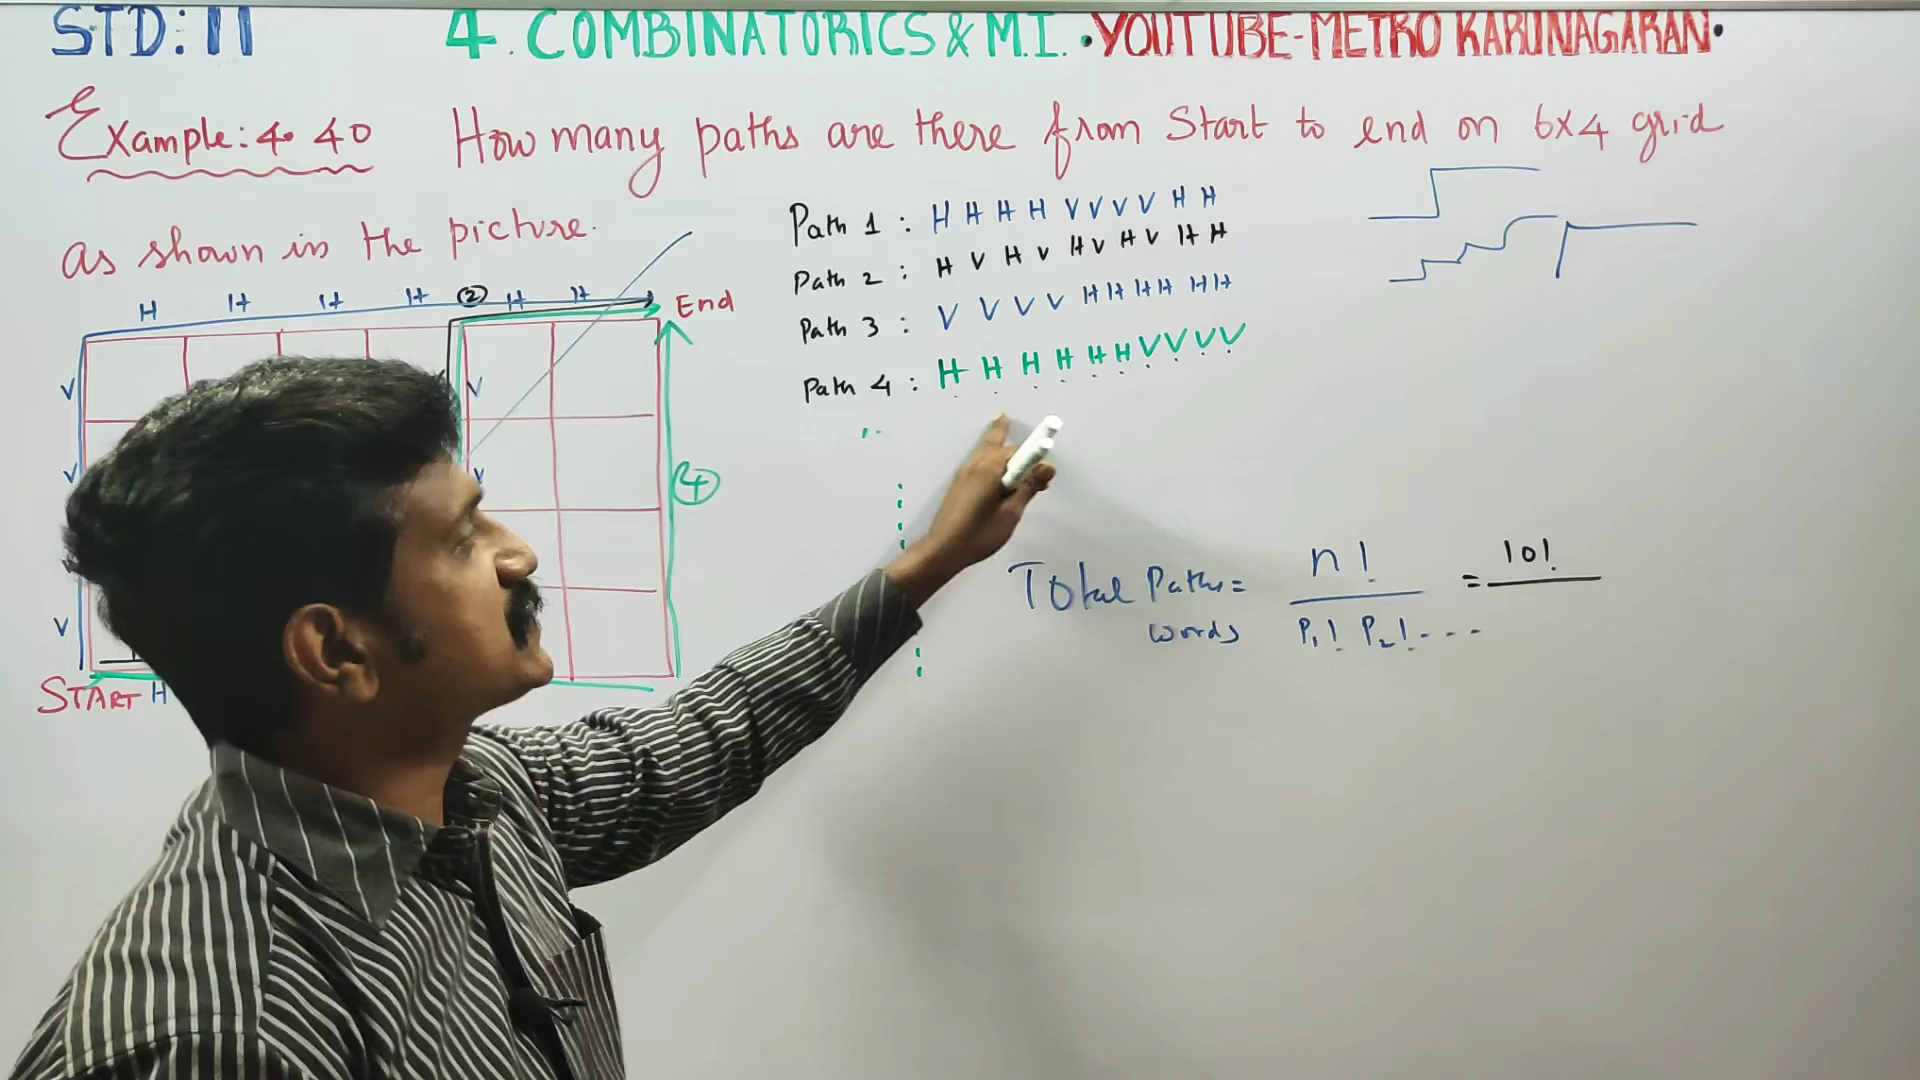 STD: 11 4. COMBINATORICS & M.I. • YOUTUBE-METRO KARUNAGARAN •
Example: 4.40 How many paths are there from Start to end on 6x4 grid
as shown in the picture.
Path 1 : H H H H V V V V H H
Path 2 : H V H V H V H V H H
Path 3 : V V V V H H H H H H
Path 4 : H H H H H H V V V V
H H H H ② H H End
V V
V V
④
V
START H
Total Paths = n! = 10!
words P1! P2! ...